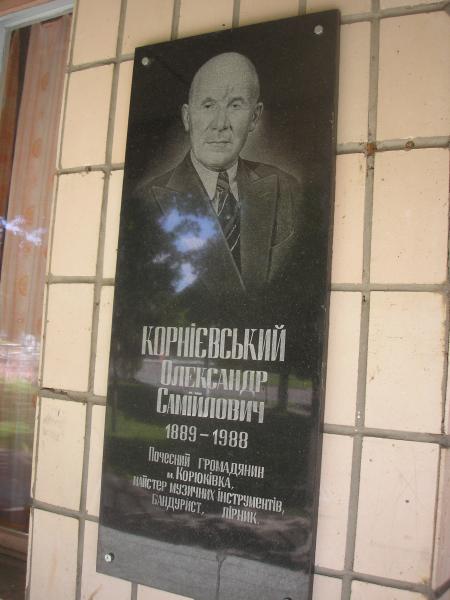 КОРНІЄВСЬКИЙ
ОЛЕКСАНДР
САМІЙЛОВИЧ
1889 – 1988
Почесний громадянин
м. Корюківка,
майстер музичних інструментів,
бандурист, лірник.